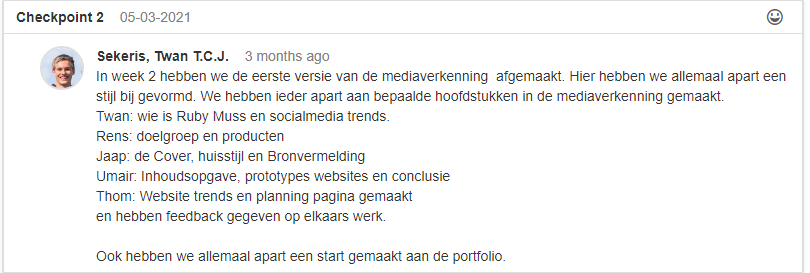 Checkpoint 2 05-03-2021
Sekeris, Twan T.C.J. 3 months ago
In week 2 hebben we de eerste versie van de mediaverkenning afgemaakt. Hier hebben we allemaal apart een
stijl bij gevormd. We hebben ieder apart aan bepaalde hoofdstukken in de mediaverkenning gemaakt.
Twan: wie is Ruby Muss en socialmedia trends.
Rens: doelgroep en producten
Jaap: de Cover, huisstijl en Bronvermelding
Umair: Inhoudsopgave, prototypes websites en conclusie
Thom: Website trends en planning pagina gemaakt
en hebben feedback gegeven op elkaars werk.
Ook hebben we allemaal apart een start gemaakt aan de portfolio.